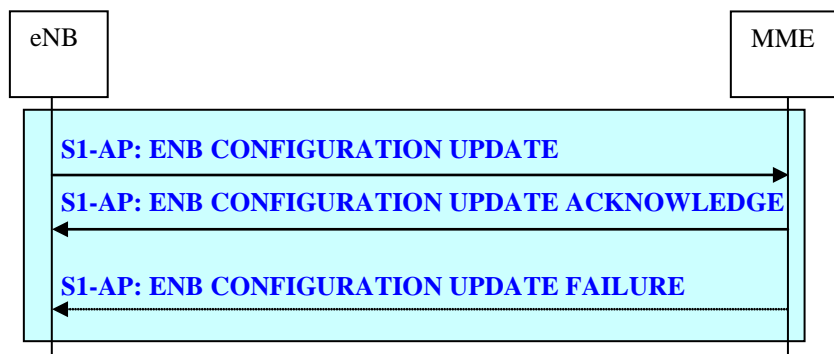 eNB
MME
S1-AP: ENB CONFIGURATION UPDATE
S1-AP: ENB CONFIGURATION UPDATE ACKNOWLEDGE
S1-AP: ENB CONFIGURATION UPDATE FAILURE